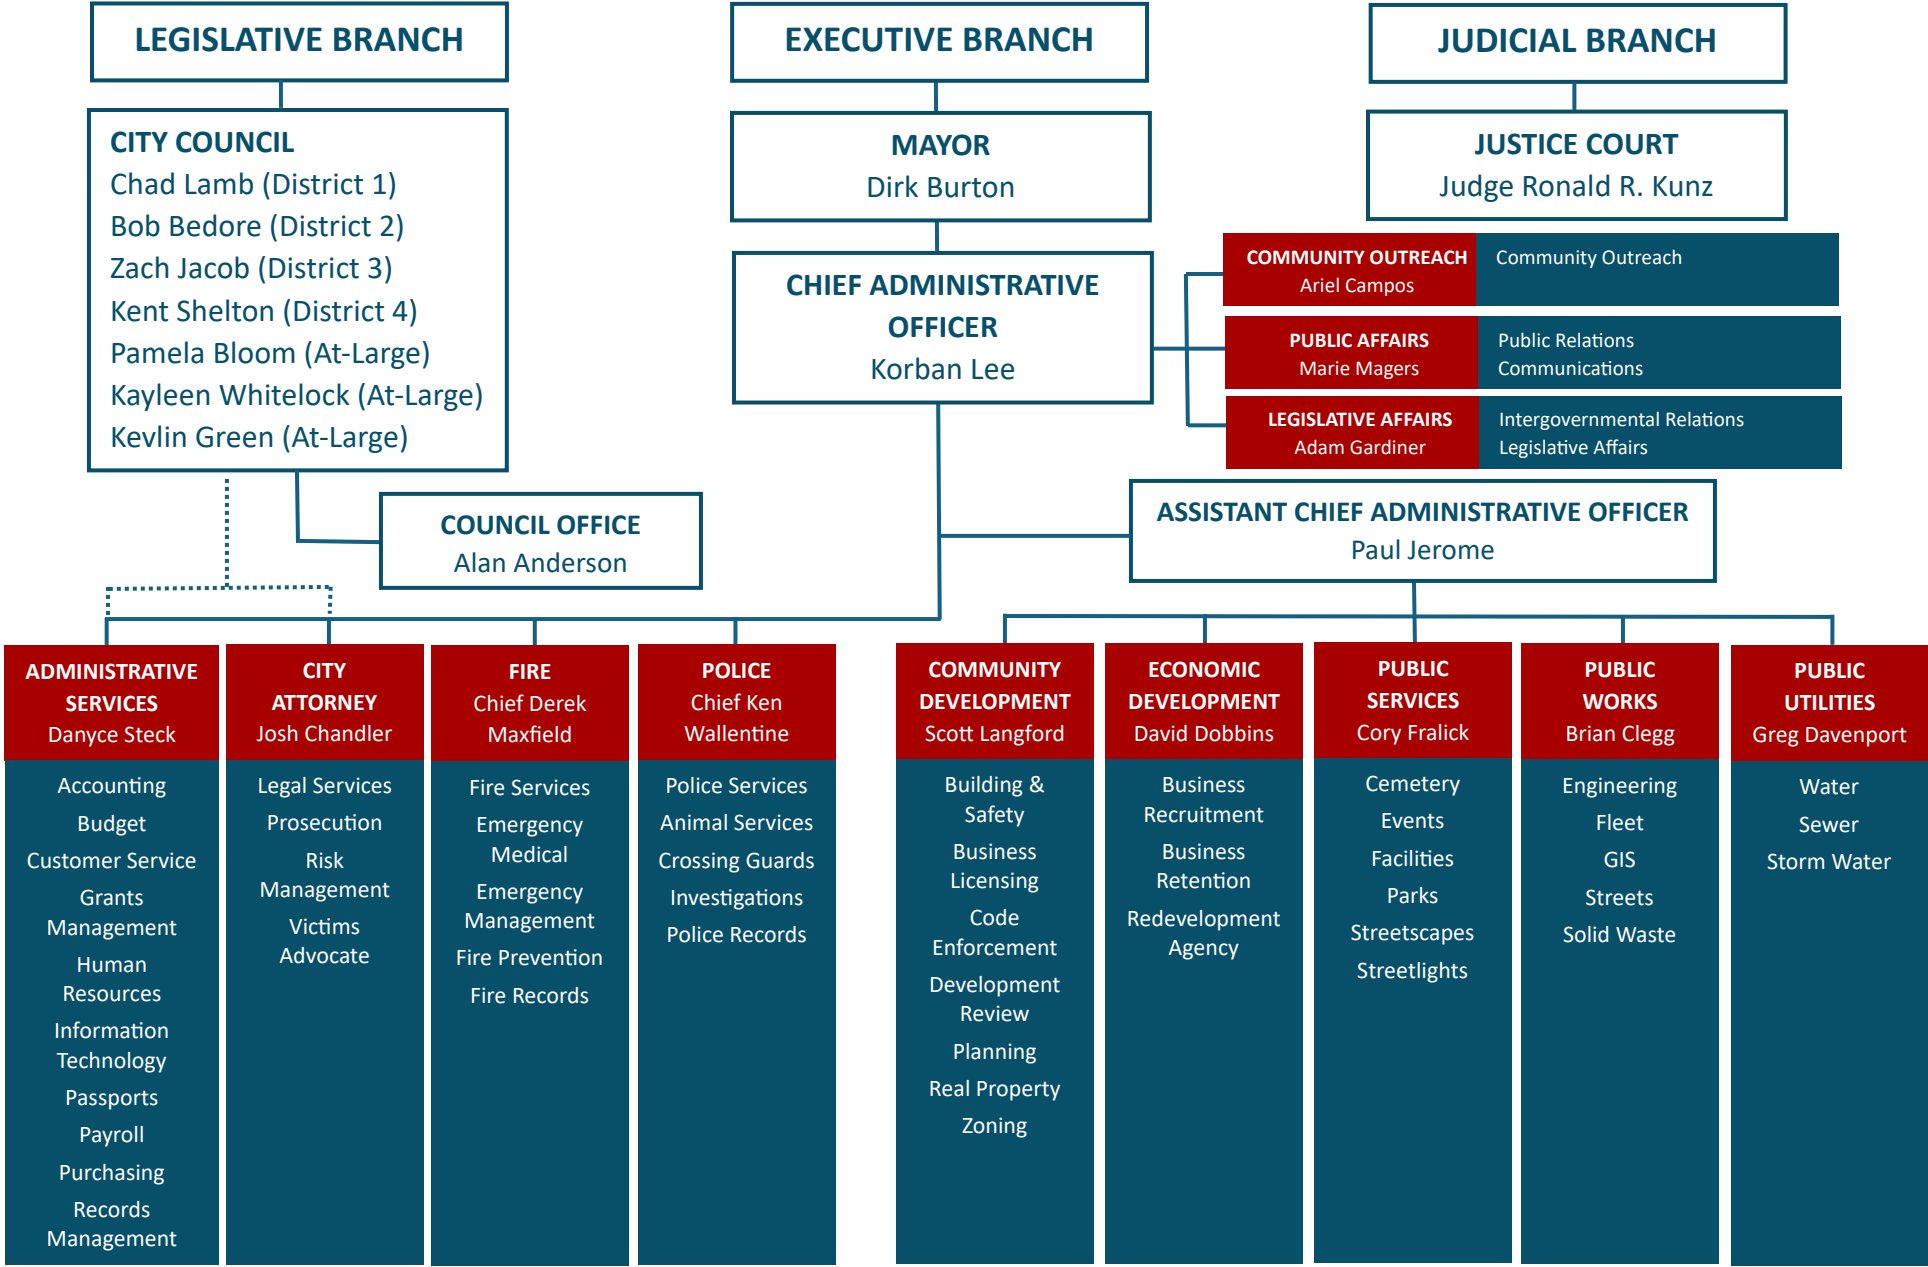 LEGISLATIVE BRANCH
CITY COUNCIL
Chad Lamb (District 1)
Bob Bedore (District 2)
Zach Jacob (District 3)
Kent Shelton (District 4)
Pamela Bloom (At-Large)
Kayleen Whitelock (At-Large)
Kevlin Green (At-Large)
COUNCIL OFFICE
Alan Anderson
EXECUTIVE BRANCH
MAYOR
Dirk Burton
CHIEF ADMINISTRATIVE
OFFICER
Korban Lee
JUDICIAL BRANCH
JUSTICE COURT
Judge Ronald R. Kunz
COMMUNITY OUTREACH
Ariel Campos
Community Outreach
PUBLIC AFFAIRS
Marie Magers
Public Relations
Communications
LEGISLATIVE AFFAIRS
Adam Gardiner
Intergovernmental Relations
Legislative Affairs
ASSISTANT CHIEF ADMINISTRATIVE OFFICER
Paul Jerome
ADMINISTRATIVE
SERVICES
Danyce Steck
Accounting
Budget
Customer Service
Grants
Management
Human
Resources
Information
Technology
Passports
Payroll
Purchasing
Records
Management
CITY
ATTORNEY
Josh Chandler
Legal Services
Prosecution
Risk
Management
Victims
Advocate
FIRE
Chief Derek
Maxfield
Fire Services
Emergency
Medical
Emergency
Management
Fire Prevention
Fire Records
POLICE
Chief Ken
Wallentine
Police Services
Animal Services
Crossing Guards
Investigations
Police Records
COMMUNITY
DEVELOPMENT
Scott Langford
Building &
Safety
Business
Licensing
Code
Enforcement
Development
Review
Planning
Real Property
Zoning
ECONOMIC
DEVELOPMENT
David Dobbins
Business
Recruitment
Business
Retention
Redevelopment
Agency
PUBLIC
SERVICES
Cory Fralick
Cemetery
Events
Facilities
Parks
Streetscapes
Streetlights
PUBLIC
WORKS
Brian Clegg
Engineering
Fleet
GIS
Streets
Solid Waste
PUBLIC
UTILITIES
Greg Davenport
Water
Sewer
Storm Water